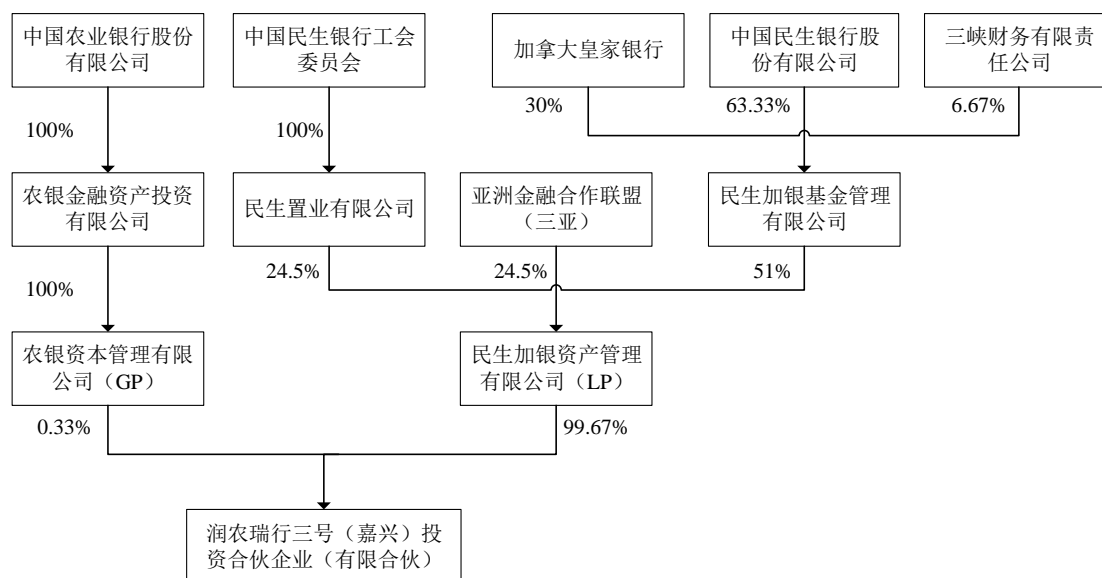 中国农业银行股份
有限公司
中国民生银行工会
委员会
加拿大皇家银行
中国民生银行股
份有限公司
三峡财务有限责
任公司
100%
100%
30%
63.33%
6.67%
农银金融资产投资
有限公司
民生置业有限公司
亚洲金融合作联盟
（三亚）
民生加银基金管理
有限公司
100%
24.5%
24.5%
51%
农银资本管理有限
公司（GP）
民生加银资产管理
有限公司（LP）
0.33%
99.67%
润农瑞行三号（嘉兴）投
资合伙企业（有限合伙）